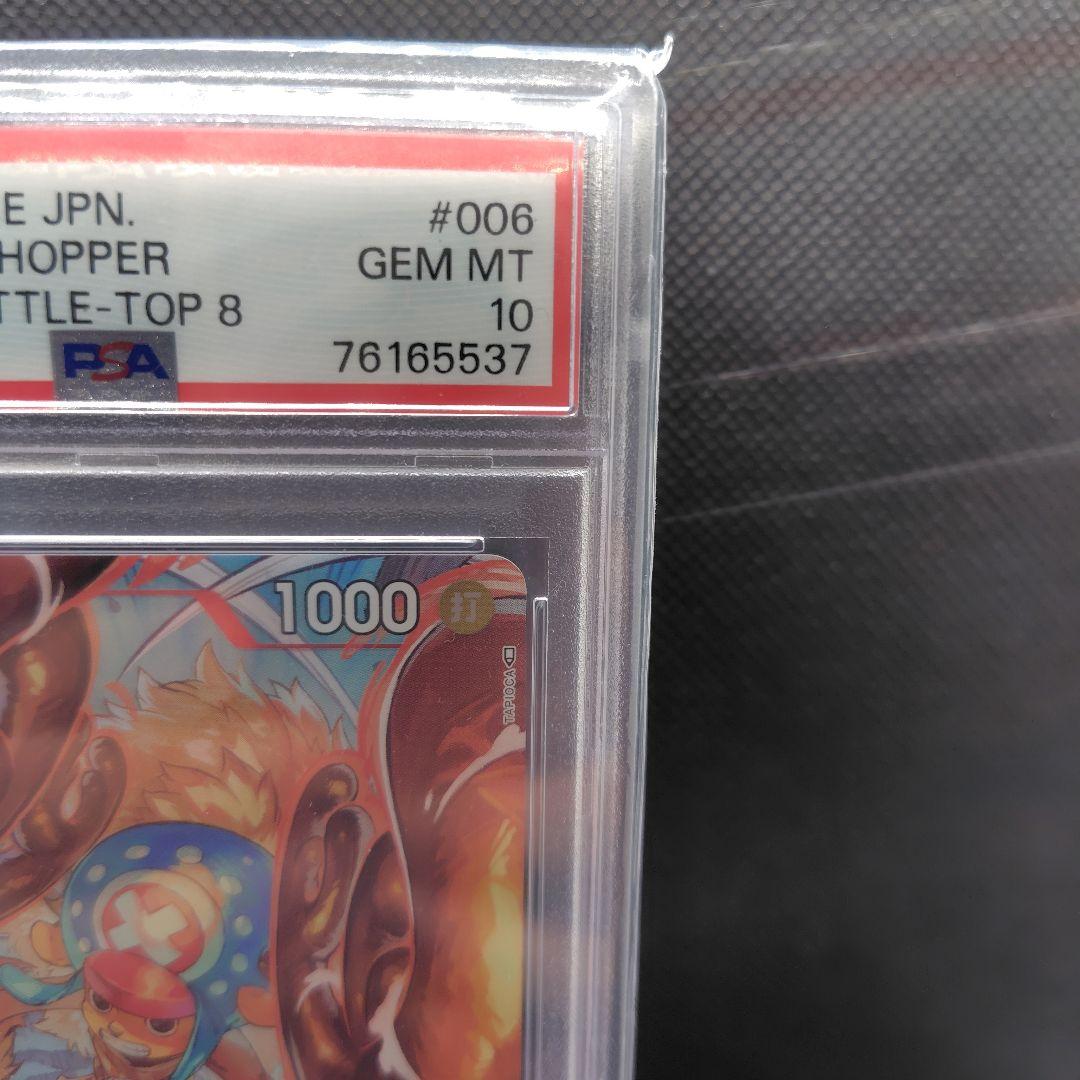 E JPN.
#006
HOPPER
GEM MT
TTLE-TOP 8
10
PSA
76165537
1000
打
TAPIOCA